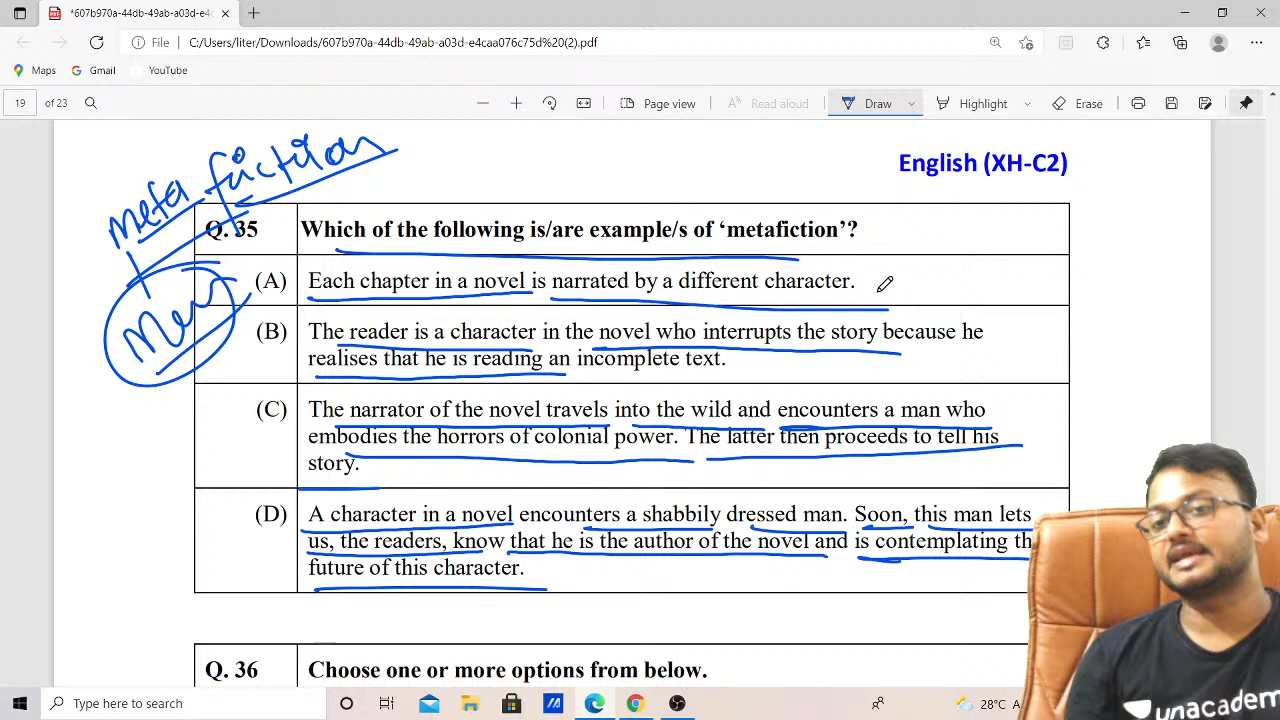 *607b970a-44db-49ab-a03d-e4c
File
C:/Users/liter/Downloads/607b970a-44db-49ab-a03d-e4caa076c75d%20(2).pdf
Maps
Gmail
YouTube
19
of 23
Page view
Read aloud
Draw
Highlight
Erase
English (XH-C2)
Meta fiction
Q. 35
Which of the following is/are example/s of ‘metafiction’?
(A)
Each chapter in a novel is narrated by a different character.
(B)
The reader is a character in the novel who interrupts the story because he
realises that he is reading an incomplete text.
(C)
The narrator of the novel travels into the wild and encounters a man who
embodies the horrors of colonial power. The latter then proceeds to tell his
story.
(D)
A character in a novel encounters a shabbily dressed man. Soon, this man lets
us, the readers, know that he is the author of the novel and is contemplating th
future of this character.
Q. 36
Choose one or more options from below.
Type here to search
28°C A
unacadem